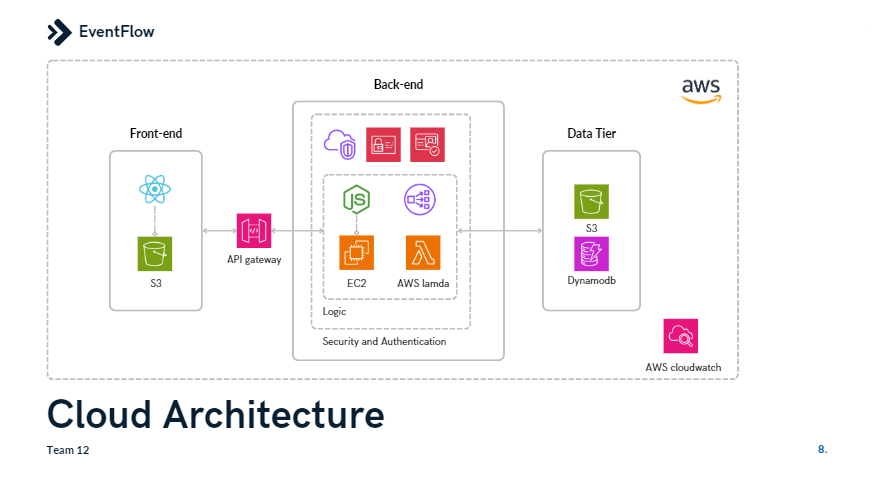 EventFlow
aws
Back-end
Front-end
Data Tier
JS
S3
API gateway
S3
EC2
AWS lamda
Dynamodb
Logic
Security and Authentication
AWS cloudwatch
Cloud Architecture
Team 12
8.